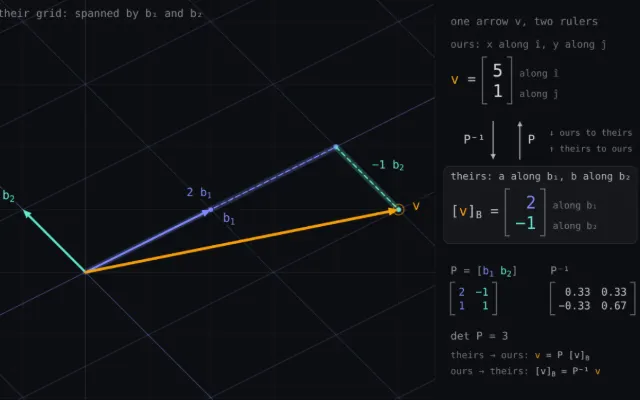 their grid: spanned by b₁ and b₂
b₂
2 b₁
b₁
−1 b₂
v
one arrow v, two rulers
ours: x along î, y along ĵ
v = [5 1]
along î
along ĵ
P⁻¹
P
↓ ours to theirs
↑ theirs to ours
theirs: a along b₁, b along b₂
[v]B = [2 −1]
along b₁
along b₂
P = [b₁ b₂]
2 −1
1 1
P⁻¹
0.33 0.33
−0.33 0.67
det P = 3
theirs → ours: v = P [v]B
ours → theirs: [v]B = P⁻¹ v